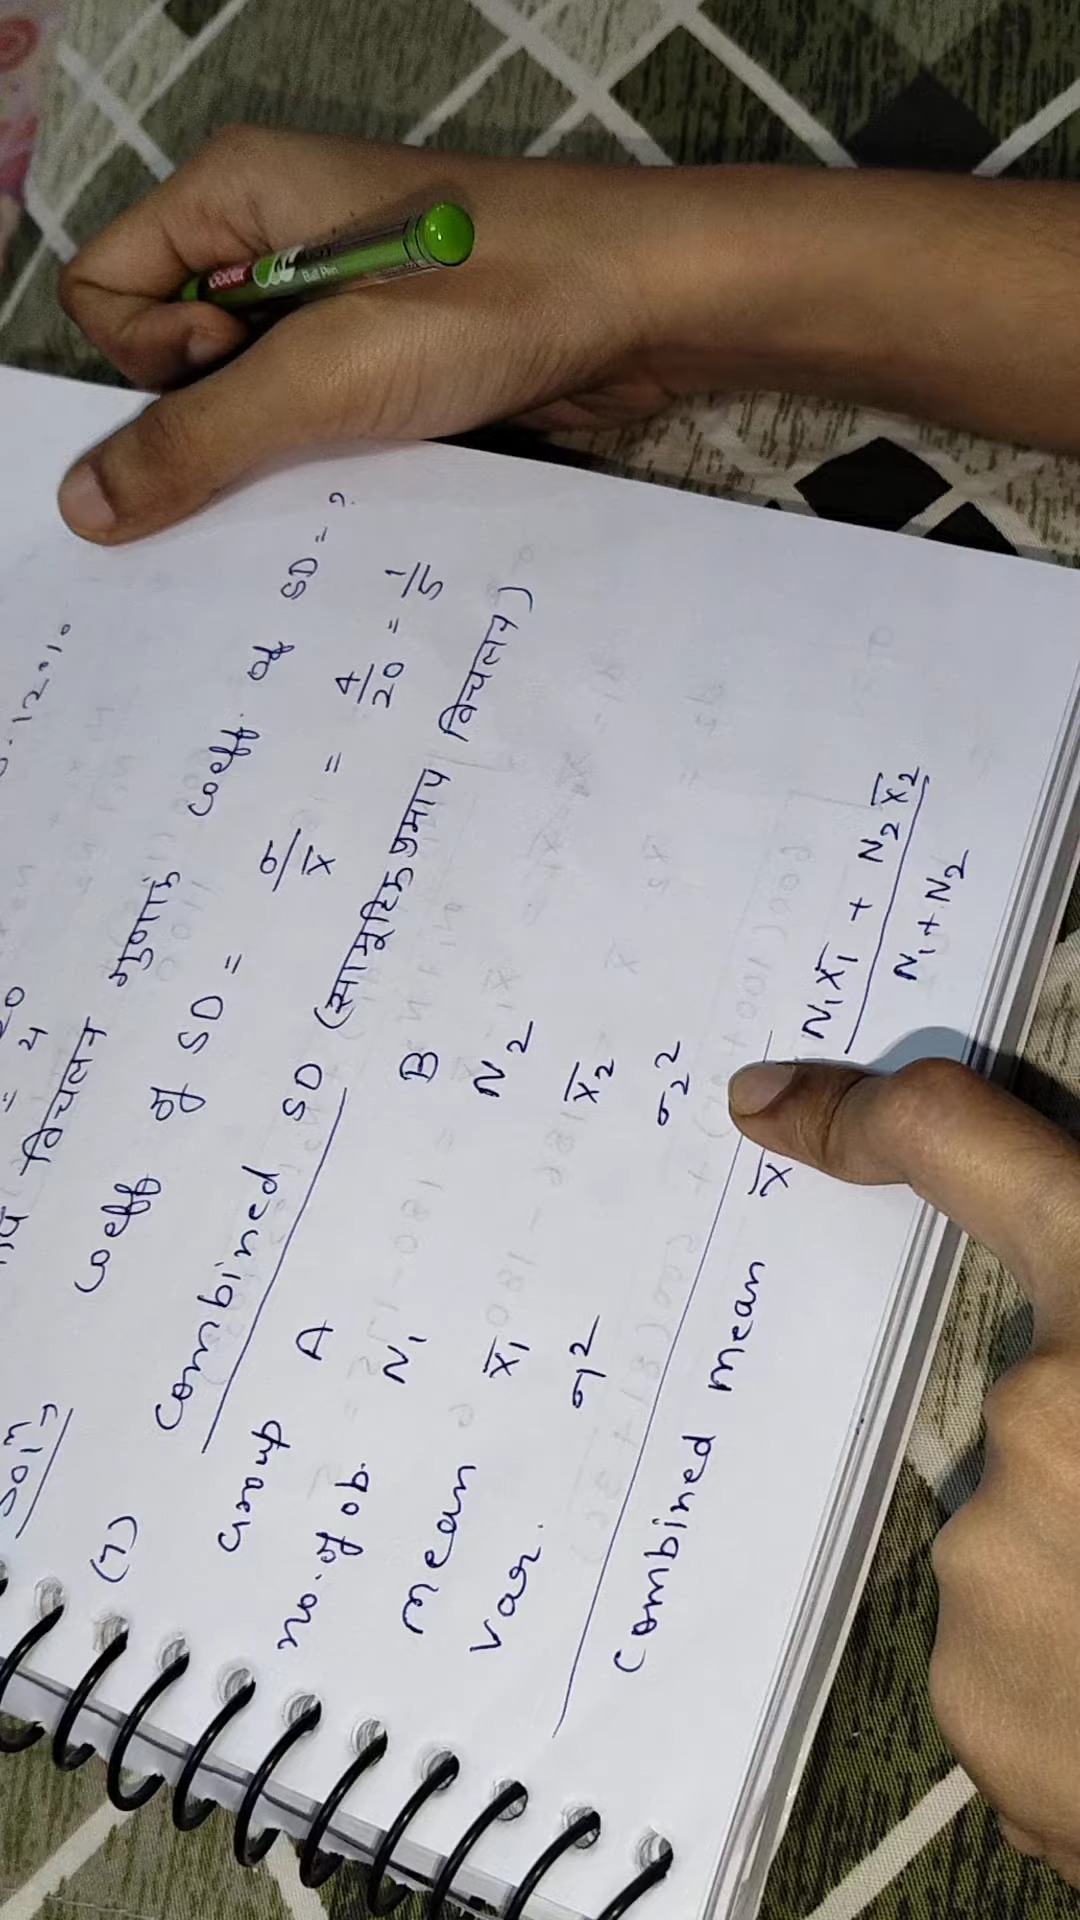 = 4
विचलन गुणांक coeff. of SD = ?
Soln
coeff of SD = σ/x̄ = 4/20 = 1/5
(7) Combined SD (सामूहिक प्रमाप विचलन)
Group A B
No. of ob. N₁ N₂
mean x̄₁ x̄₂
Var. σ₁² σ₂²
Combined mean x̄ N₁x̄₁ + N₂x̄₂ / N₁ + N₂
Ball Pen